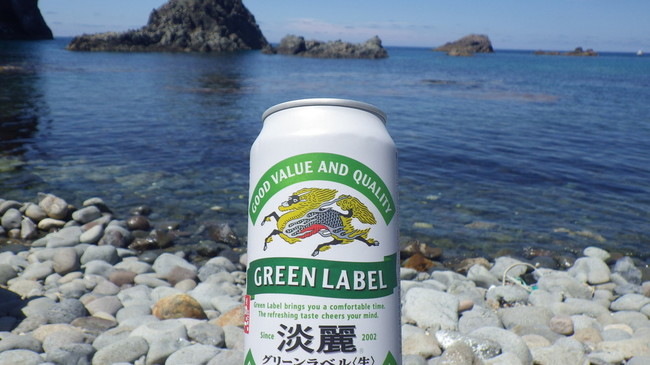 GOOD VALUE AND QUALITY
GREEN LABEL
Green Label brings you a comfortable time.
The refreshing taste cheers your mind.
Since 淡麗 2002
グリーンラベル〈生〉